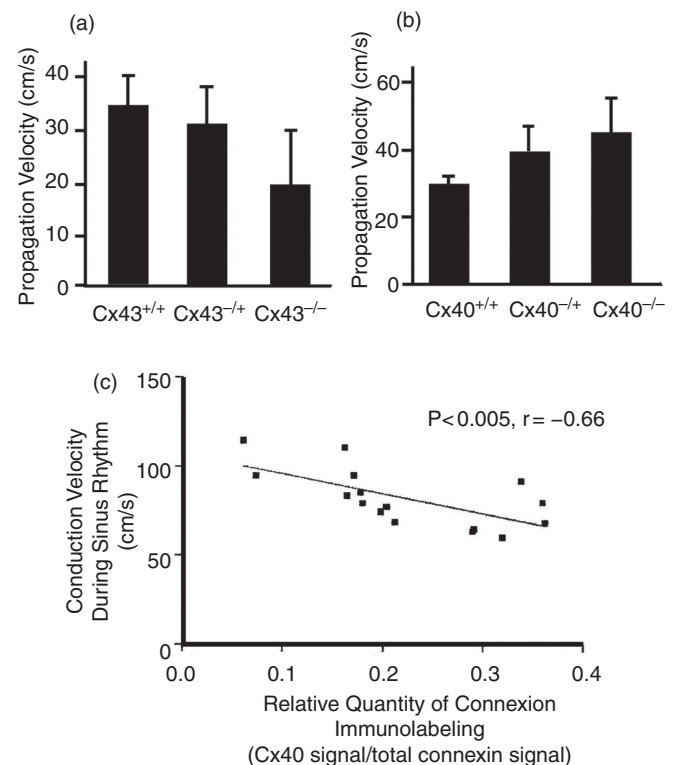 (a)
Propagation Velocity (cm/s)
40
30
20
10
0
Cx43+/+ Cx43−/+ Cx43−/−
(b)
Propagation Velocity (cm/s)
60
40
20
0
Cx40+/+ Cx40−/+ Cx40−/−
(c)
Conduction Velocity
During Sinus Rhythm
(cm/s)
150
100
50
0
P<0.005, r= −0.66
0.0 0.1 0.2 0.3 0.4
Relative Quantity of Connexion
Immunolabeling
(Cx40 signal/total connexin signal)